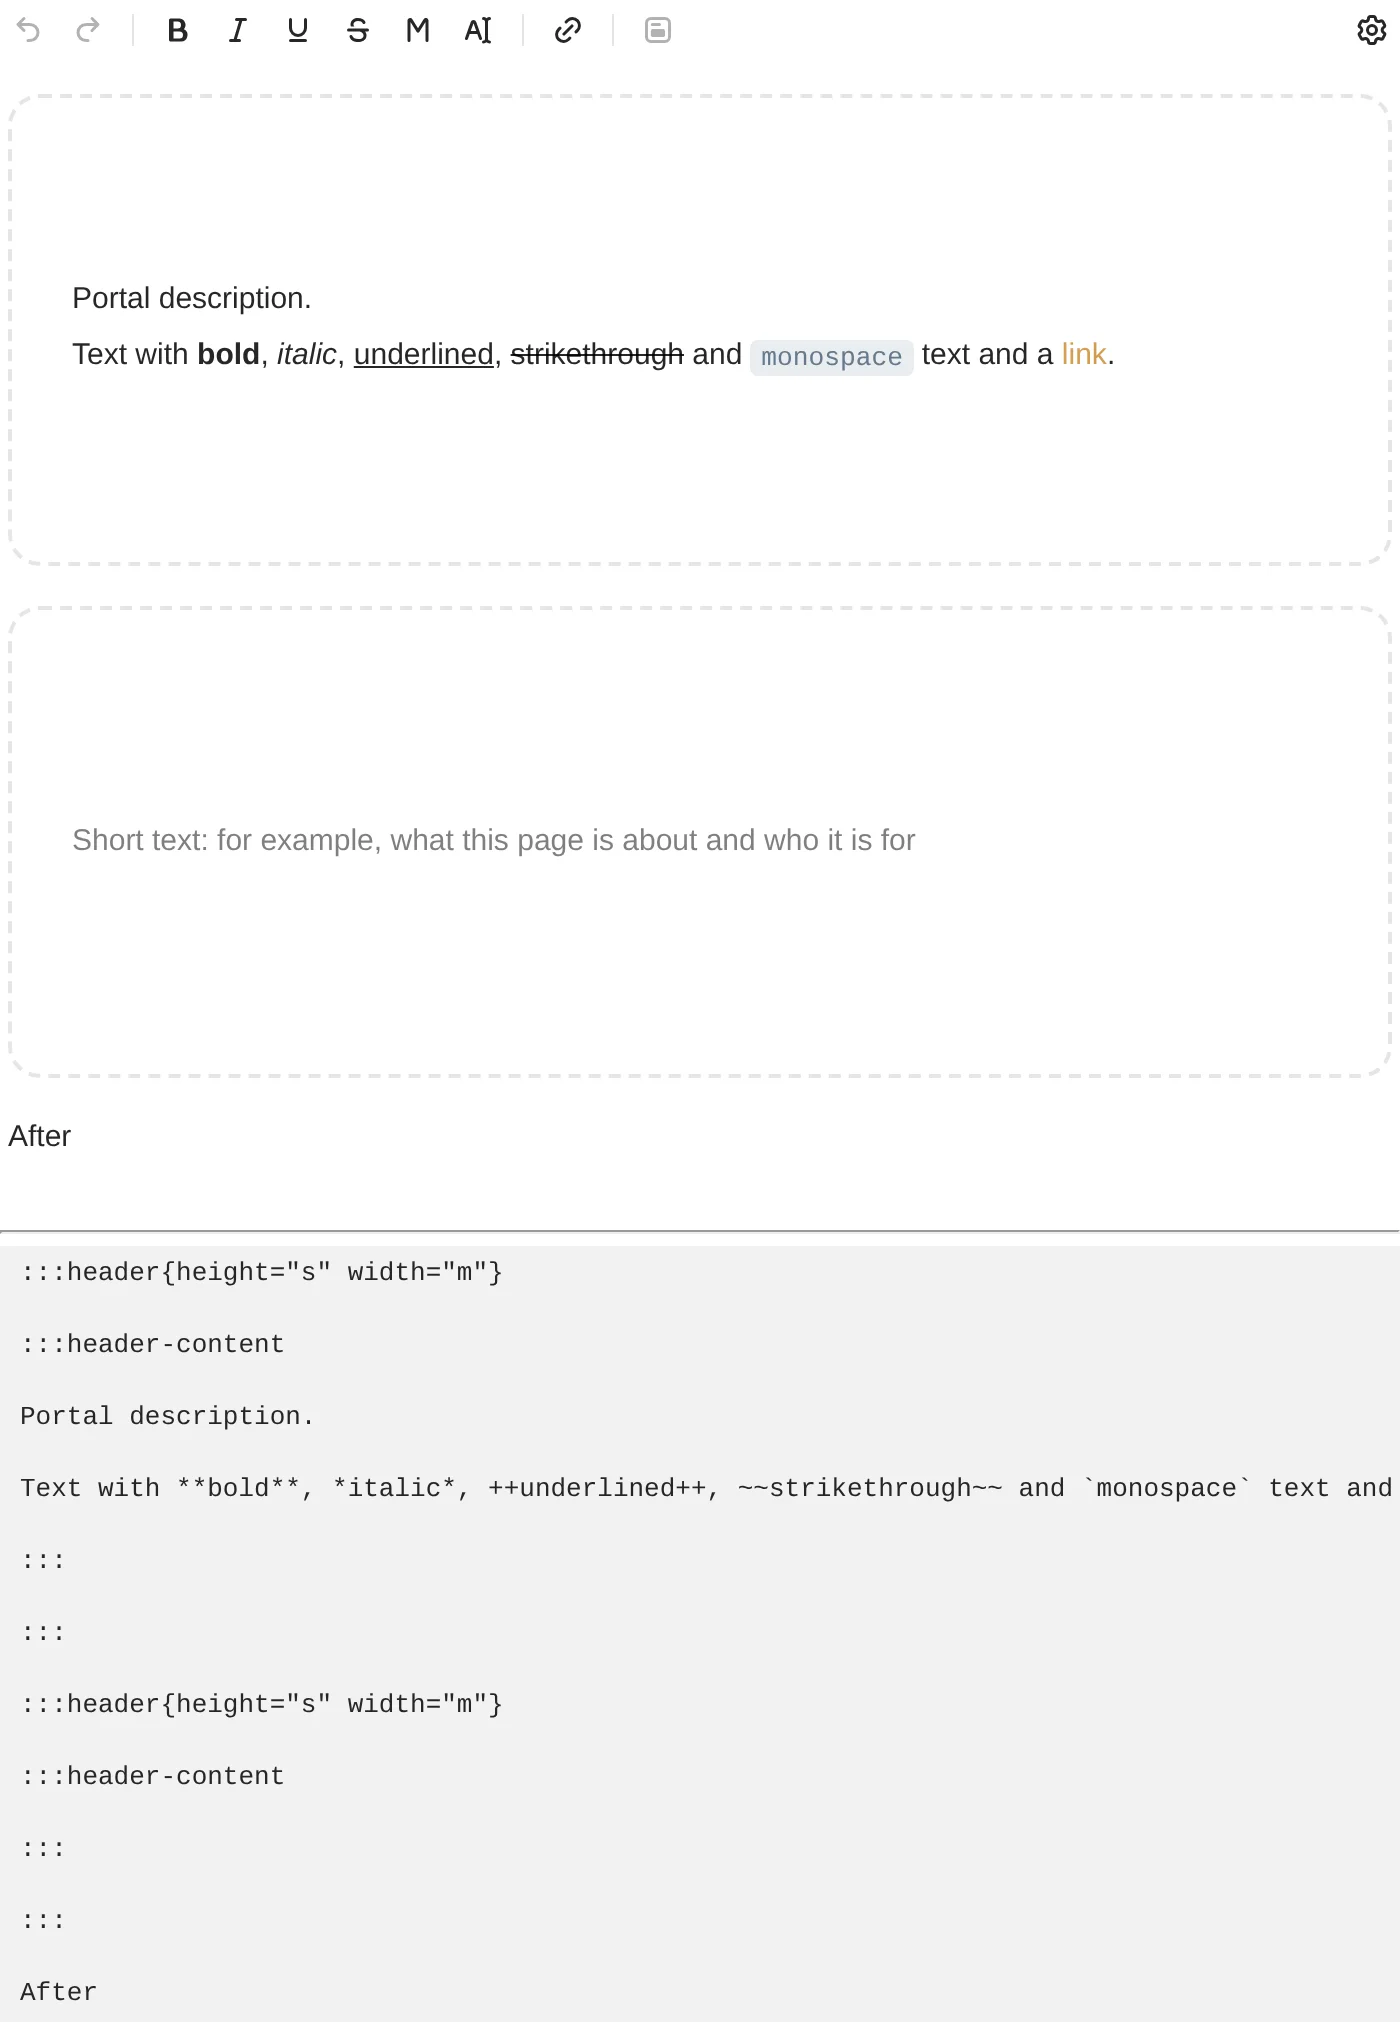 B I U S M AI
Portal description.
Text with bold, italic, underlined, strikethrough and monospace text and a link.
Short text: for example, what this page is about and who it is for
After
:::header{height="s" width="m"}
:::header-content
Portal description.
Text with **bold**, *italic*, ++underlined++, ~~strikethrough~~ and `monospace` text and
:::
:::
:::header{height="s" width="m"}
:::header-content
:::
:::
After